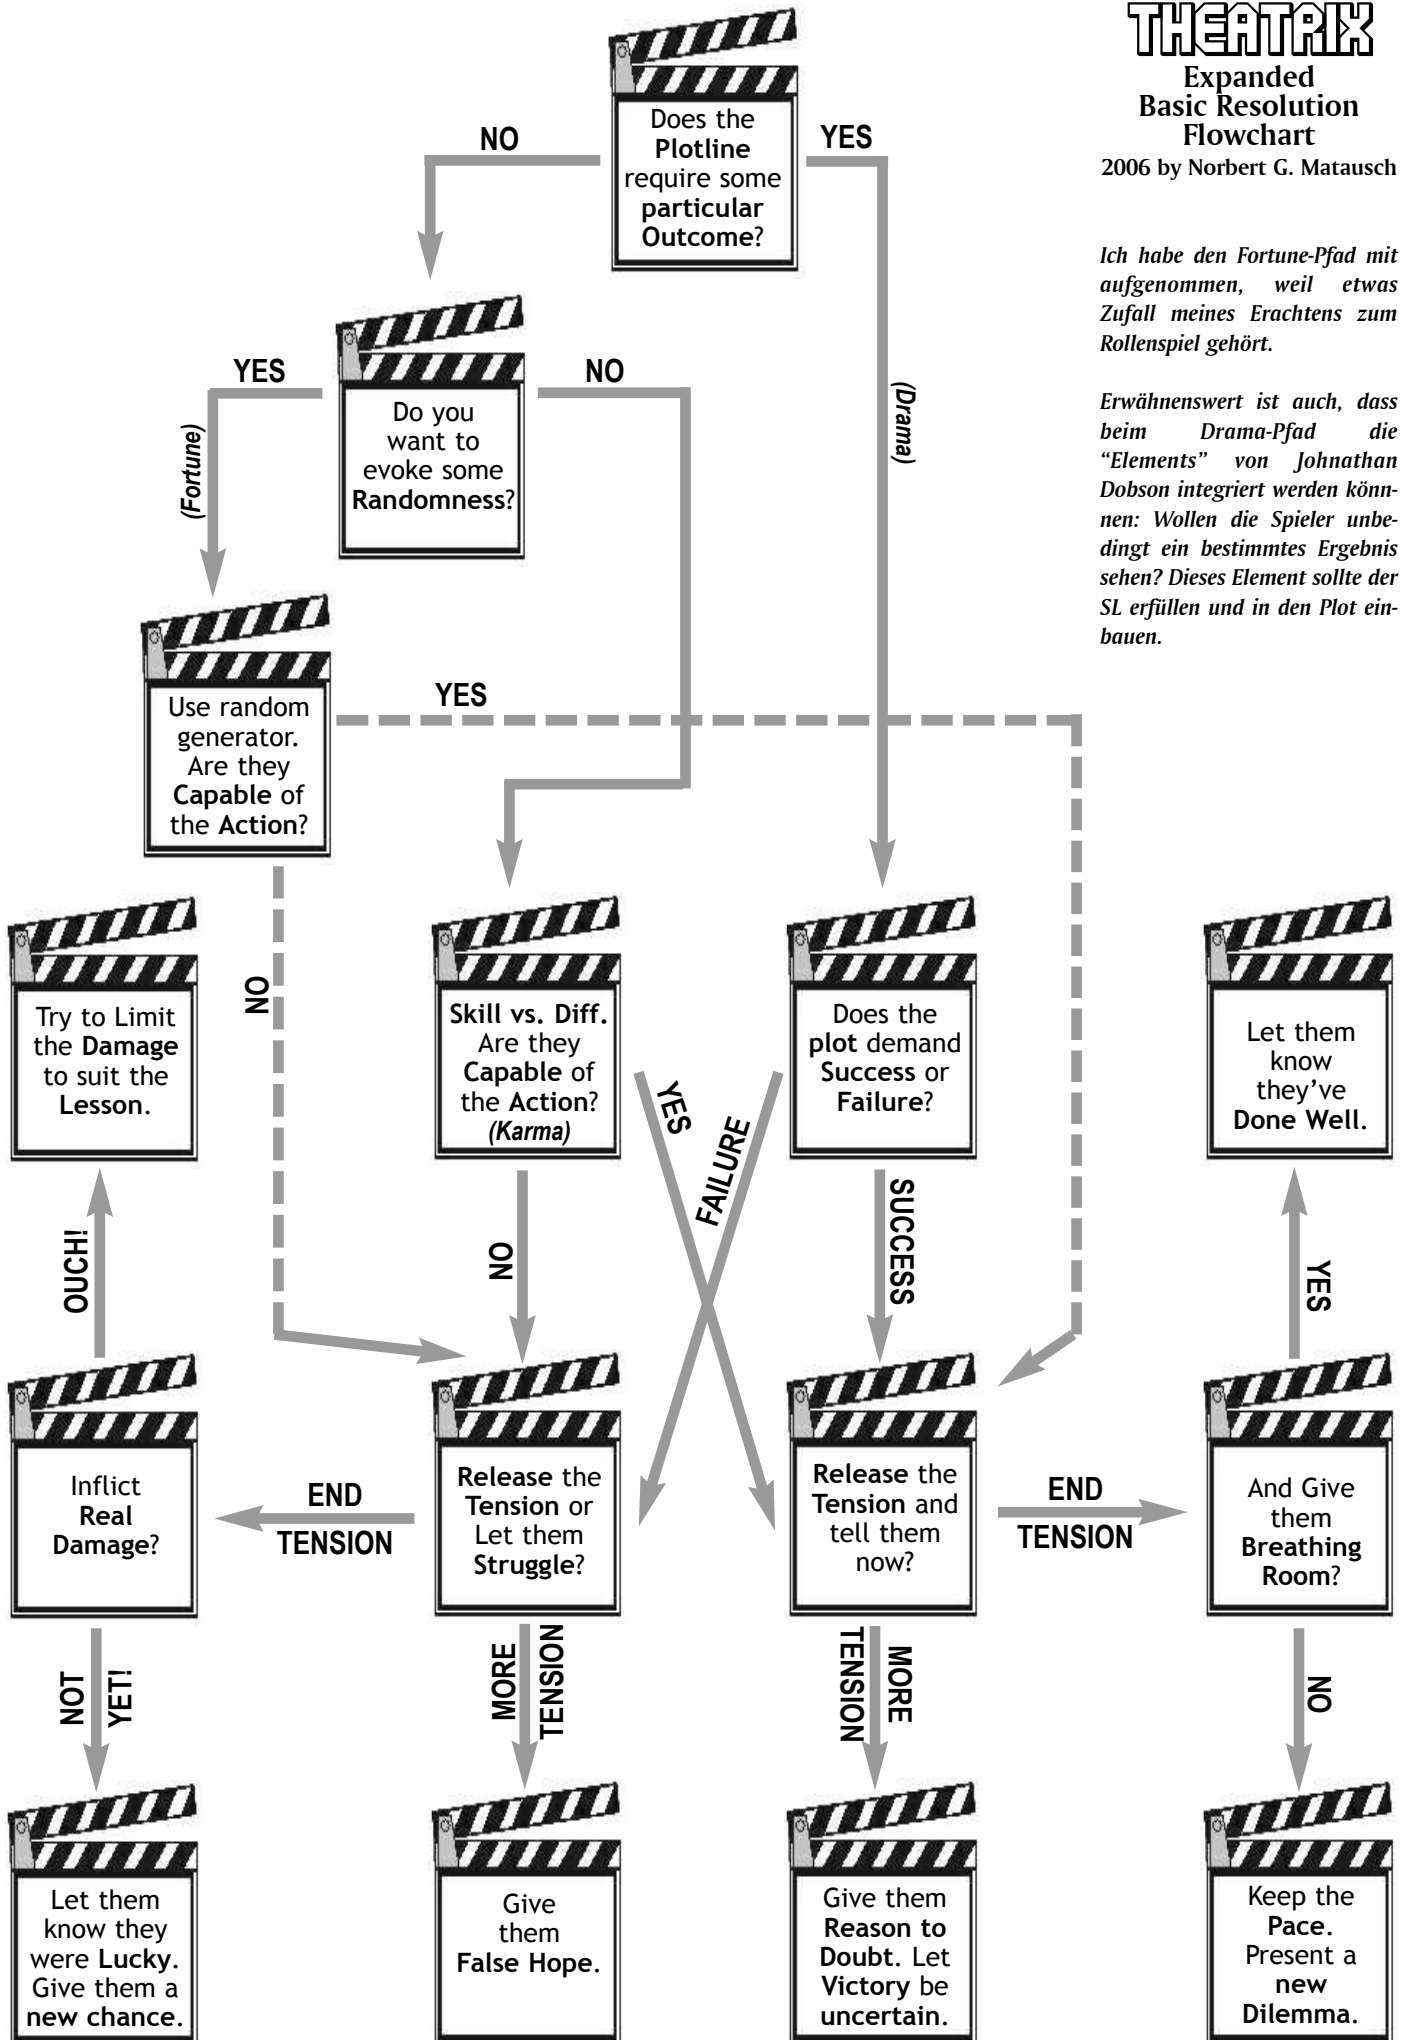 THEATRIX
Expanded
Basic Resolution
Flowchart
2006 by Norbert G. Matausch
Ich habe den Fortune-Pfad mit
aufgenommen, weil etwas
Zufall meines Erachtens zum
Rollenspiel gehört.
Erwähnenswert ist auch, dass
beim Drama-Pfad die
“Elements” von Johnathan
Dobson integriert werden könn-
nen: Wollen die Spieler unbe-
dingt ein bestimmtes Ergebnis
sehen? Dieses Element sollte der
SL erfüllen und in den Plot ein-
bauen.
Does the
Plotline
require some
particular
Outcome?
NO
YES
(Drama)
Do you
want to
evoke some
Randomness?
YES
NO
(Fortune)
Use random
generator.
Are they
Capable of
the Action?
YES
NO
Try to Limit
the Damage
to suit the
Lesson.
Skill vs. Diff.
Are they
Capable of
the Action?
(Karma)
Does the
plot demand
Success or
Failure?
Let them
know
they’ve
Done Well.
OUCH!
NO
YES
FAILURE
SUCCESS
YES
Inflict
Real
Damage?
END
TENSION
Release the
Tension or
Let them
Struggle?
Release the
Tension and
tell them
now?
END
TENSION
And Give
them
Breathing
Room?
NOT
YET!
MORE
TENSION
MORE
TENSION
NO
Let them
know they
were Lucky.
Give them a
new chance.
Give
them
False Hope.
Give them
Reason to
Doubt. Let
Victory be
uncertain.
Keep the
Pace.
Present a
new
Dilemma.